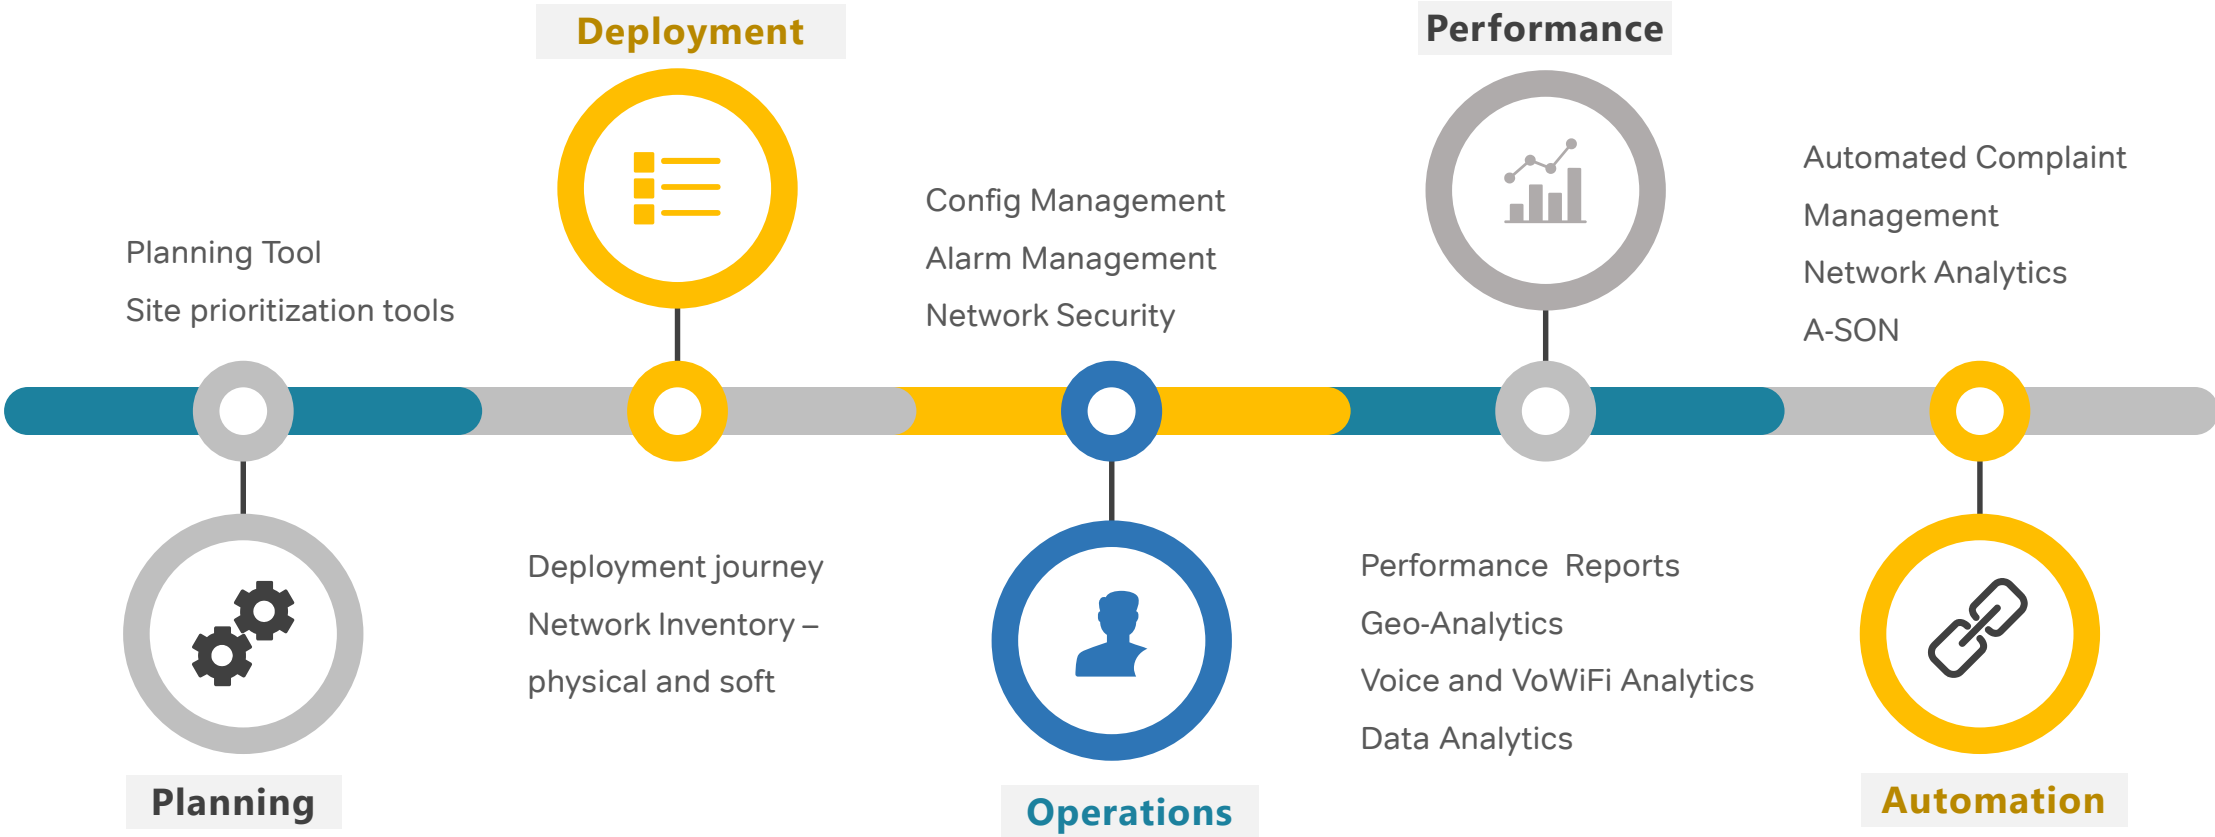 Planning Tool
Site prioritization tools
Planning
Deployment
Deployment journey
Network Inventory –
physical and soft
Config Management
Alarm Management
Network Security
Operations
Performance
Performance  Reports
Geo-Analytics
Voice and VoWiFi Analytics
Data Analytics
Automated Complaint
Management
Network Analytics
A-SON
Automation